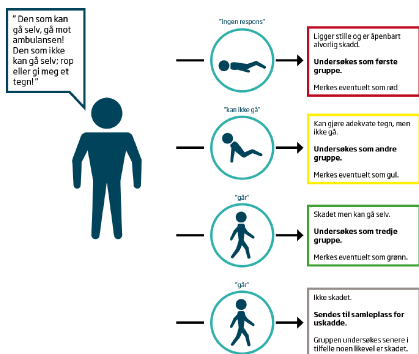 " Den som kan
gå selv, gå mot
ambulansen!
Den som ikke
kan gå selv; rop
eller gi meg et
tegn!"
"ingen respons"
Ligger stille og er åpenbart
alvorlig skadd.
Undersøkes som første
gruppe.
Merkes eventuelt som rød
"kan ikke gå"
Kan gjøre adekvate tegn, men
ikke gå.
Undersøkes som andre
gruppe.
Merkes eventuelt som gul.
"går"
Skadet men kan gå selv.
Undersøkes som tredje
gruppe.
Merkes eventuelt som grønn.
"går"
Ikke skadet.
Sendes til samleplass for
uskadde.
Gruppen undersøkes senere i
tilfelle noen likevel er skadet.